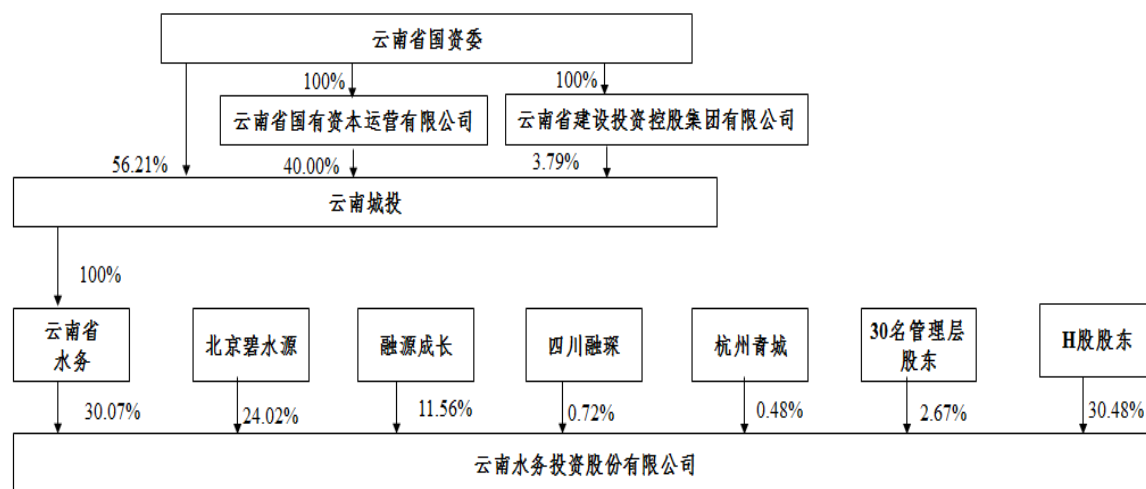 云南省国资委
100%
100%
云南省国有资本运营有限公司
云南省建设投资控股集团有限公司
56.21%
40.00%
3.79%
云南城投
100%
云南省
水务
北京碧水源
融源成长
四川融琛
杭州青城
30名管理层
股东
H股股东
30.07%
24.02%
11.56%
0.72%
0.48%
2.67%
30.48%
云南水务投资股份有限公司